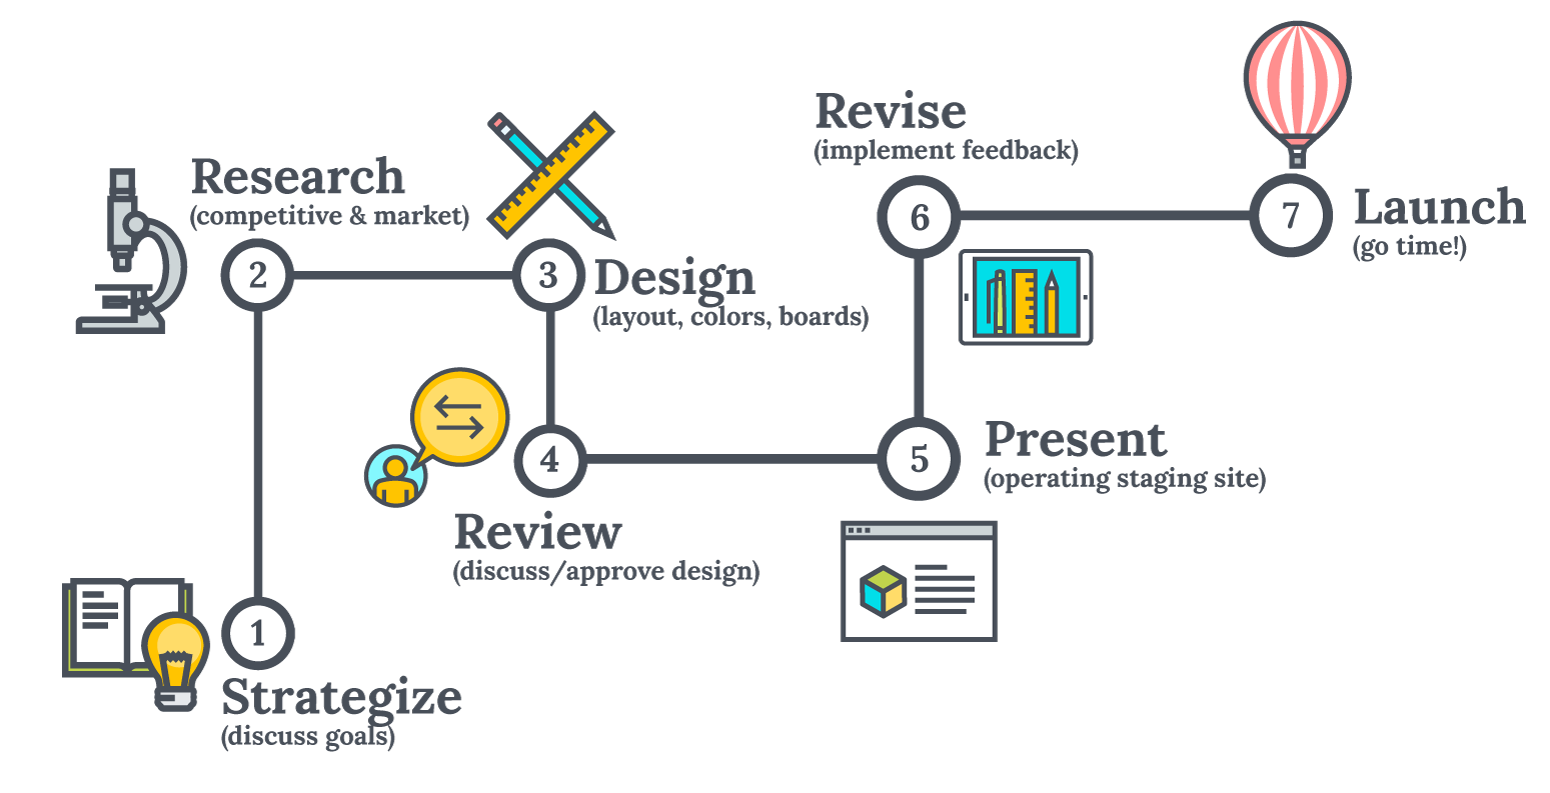 1
Strategize
(discuss goals)
2
Research
(competitive & market)
3
Design
(layout, colors, boards)
4
Review
(discuss/approve design)
5
Present
(operating staging site)
6
Revise
(implement feedback)
7
Launch
(go time!)